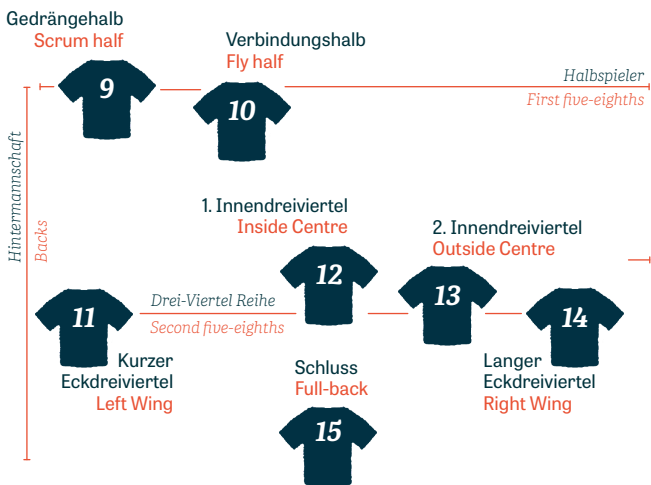 Gedrängehalb
Scrum half
9
Verbindungshalb
Fly half
10
Halbspieler
First five-eighths
Hintermannschaft
Backs
1. Innendreiviertel
Inside Centre
12
2. Innendreiviertel
Outside Centre
13
11
Drei-Viertel Reihe
Second five-eighths
14
Kurzer
Eckdreiviertel
Left Wing
Schluss
Full-back
15
Langer
Eckdreiviertel
Right Wing